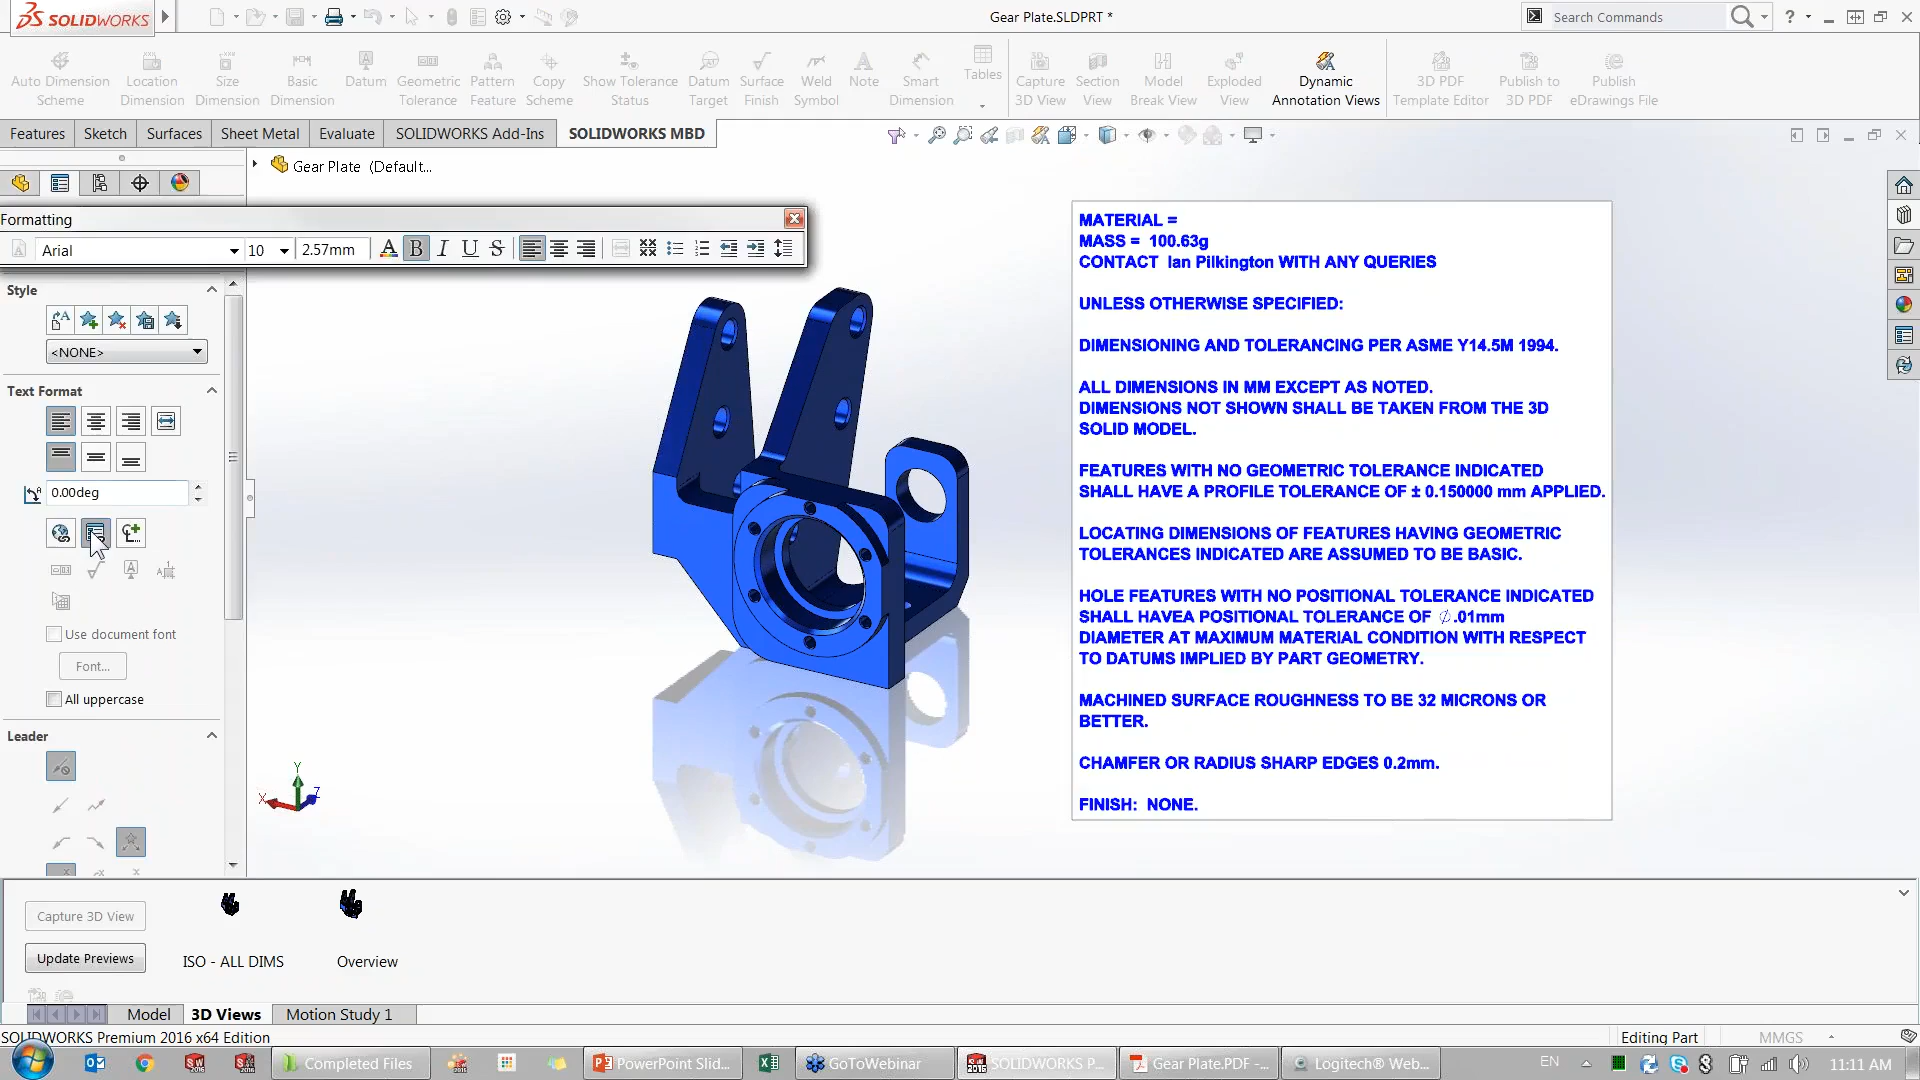 SOLIDWORKS
Gear Plate.SLDPRT *
Search Commands
Auto Dimension Scheme
Location Dimension
Size Dimension
Basic Dimension
Datum
Geometric Tolerance
Pattern Feature
Copy Scheme
Show Tolerance Status
Datum Target
Surface Finish
Weld Symbol
Note
Smart Dimension
Tables
Capture 3D View
Section View
Model Break View
Exploded View
Dynamic Annotation Views
3D PDF Template Editor
Publish to 3D PDF
Publish eDrawings File
Features
Sketch
Surfaces
Sheet Metal
Evaluate
SOLIDWORKS Add-Ins
SOLIDWORKS MBD
Gear Plate (Default...
Formatting
Arial
10
2.57mm
Style
<NONE>
Text Format
0.00deg
Use document font
Font...
All uppercase
Leader
MATERIAL =
MASS = 100.63g
CONTACT Ian Pilkington WITH ANY QUERIES
UNLESS OTHERWISE SPECIFIED:
DIMENSIONING AND TOLERANCING PER ASME Y14.5M 1994.
ALL DIMENSIONS IN MM EXCEPT AS NOTED.
DIMENSIONS NOT SHOWN SHALL BE TAKEN FROM THE 3D
SOLID MODEL.
FEATURES WITH NO GEOMETRIC TOLERANCE INDICATED
SHALL HAVE A PROFILE TOLERANCE OF ± 0.150000 mm APPLIED.
LOCATING DIMENSIONS OF FEATURES HAVING GEOMETRIC
TOLERANCES INDICATED ARE ASSUMED TO BE BASIC.
HOLE FEATURES WITH NO POSITIONAL TOLERANCE INDICATED
SHALL HAVEA POSITIONAL TOLERANCE OF ∅.01mm
DIAMETER AT MAXIMUM MATERIAL CONDITION WITH RESPECT
TO DATUMS IMPLIED BY PART GEOMETRY.
MACHINED SURFACE ROUGHNESS TO BE 32 MICRONS OR
BETTER.
CHAMFER OR RADIUS SHARP EDGES 0.2mm.
FINISH: NONE.
Y
X
Z
Capture 3D View
Update Previews
ISO - ALL DIMS
Overview
Model
3D Views
Motion Study 1
SOLIDWORKS Premium 2016 x64 Edition
Editing Part
MMGS
Completed Files
PowerPoint Slid...
GoToWebinar
SOLIDWORKS P...
Gear Plate.PDF -...
Logitech® Web...
EN
11:11 AM